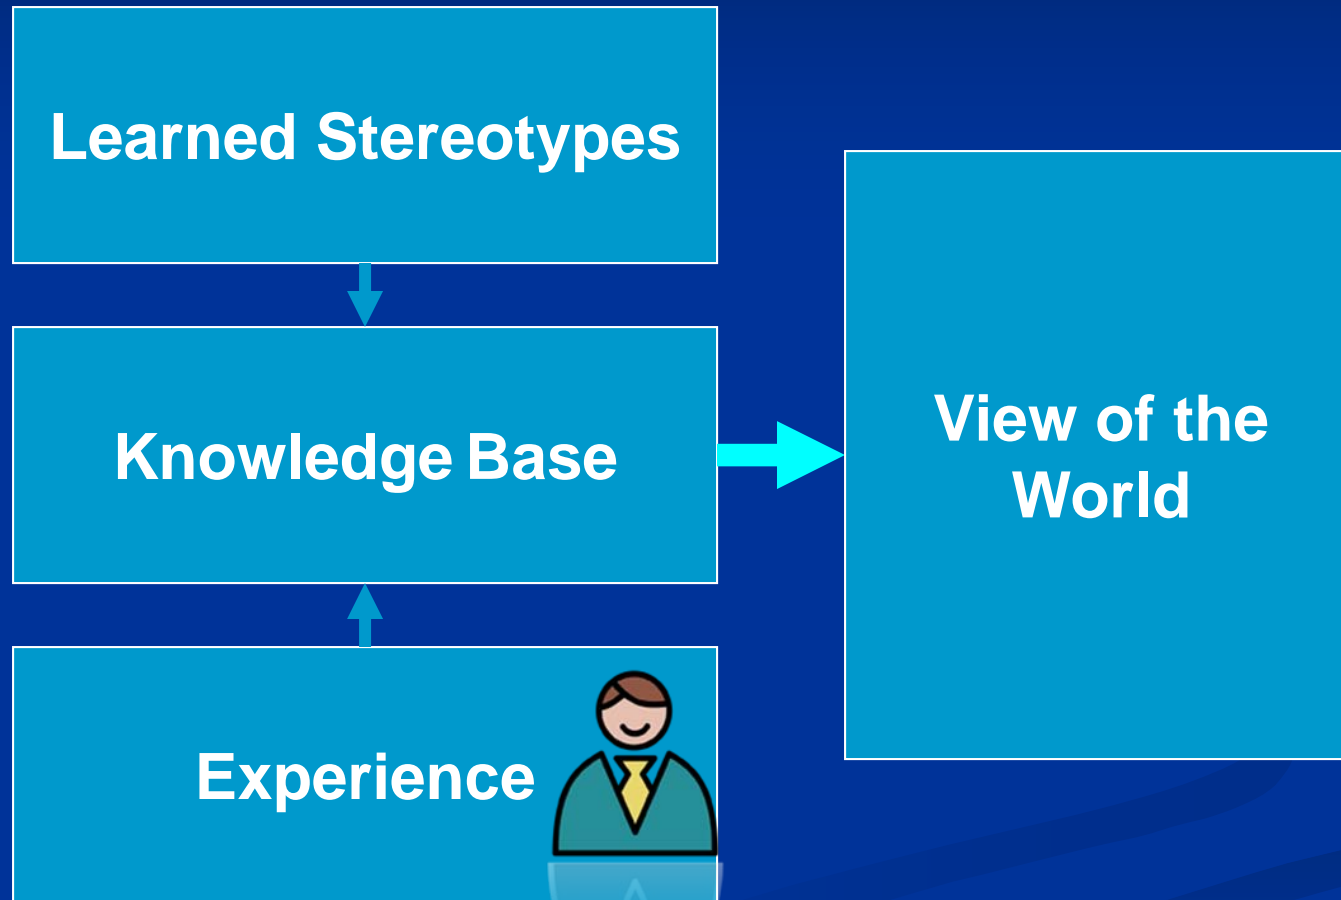 Learned Stereotypes
Knowledge Base
View of the
World
Experience